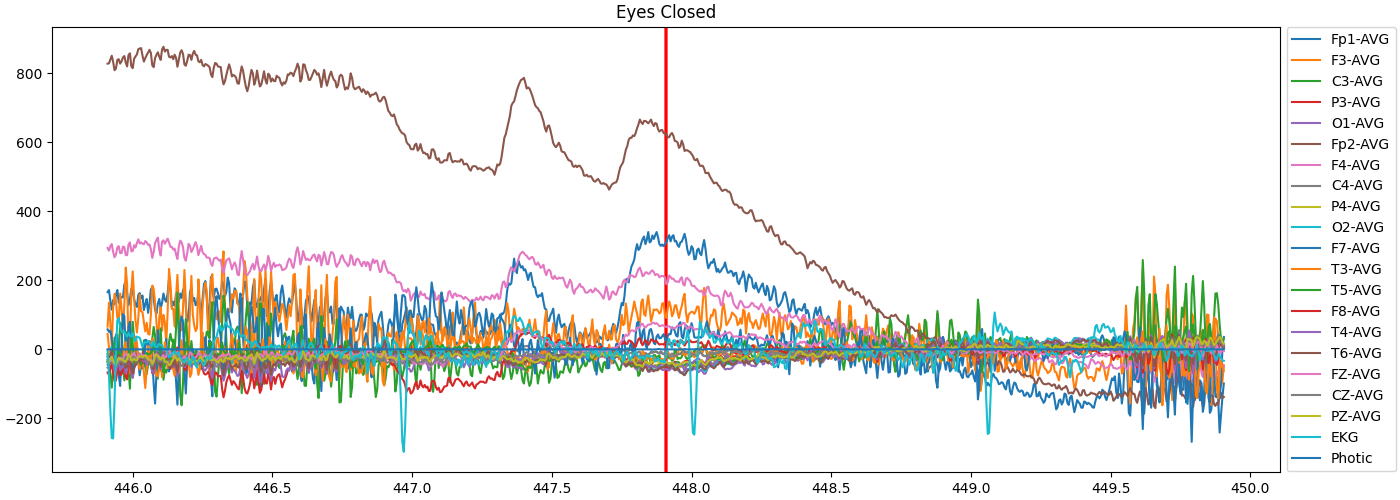 Eyes Closed
800
600
400
200
0
−200
446.0 446.5 447.0 447.5 448.0 448.5 449.0 449.5 450.0
Fp1-AVG
F3-AVG
C3-AVG
P3-AVG
O1-AVG
Fp2-AVG
F4-AVG
C4-AVG
P4-AVG
O2-AVG
F7-AVG
T3-AVG
T5-AVG
F8-AVG
T4-AVG
T6-AVG
FZ-AVG
CZ-AVG
PZ-AVG
EKG
Photic